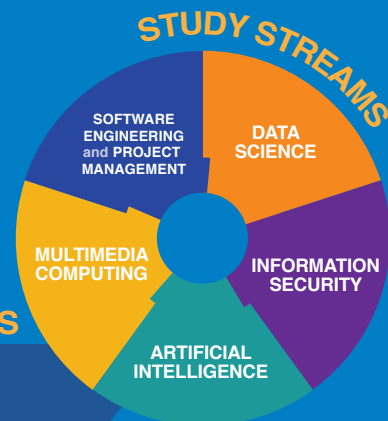 STUDY STREAMS
SOFTWARE
ENGINEERING
and PROJECT
MANAGEMENT
DATA
SCIENCE
MULTIMEDIA
COMPUTING
INFORMATION
SECURITY
S
ARTIFICIAL
INTELLIGENCE